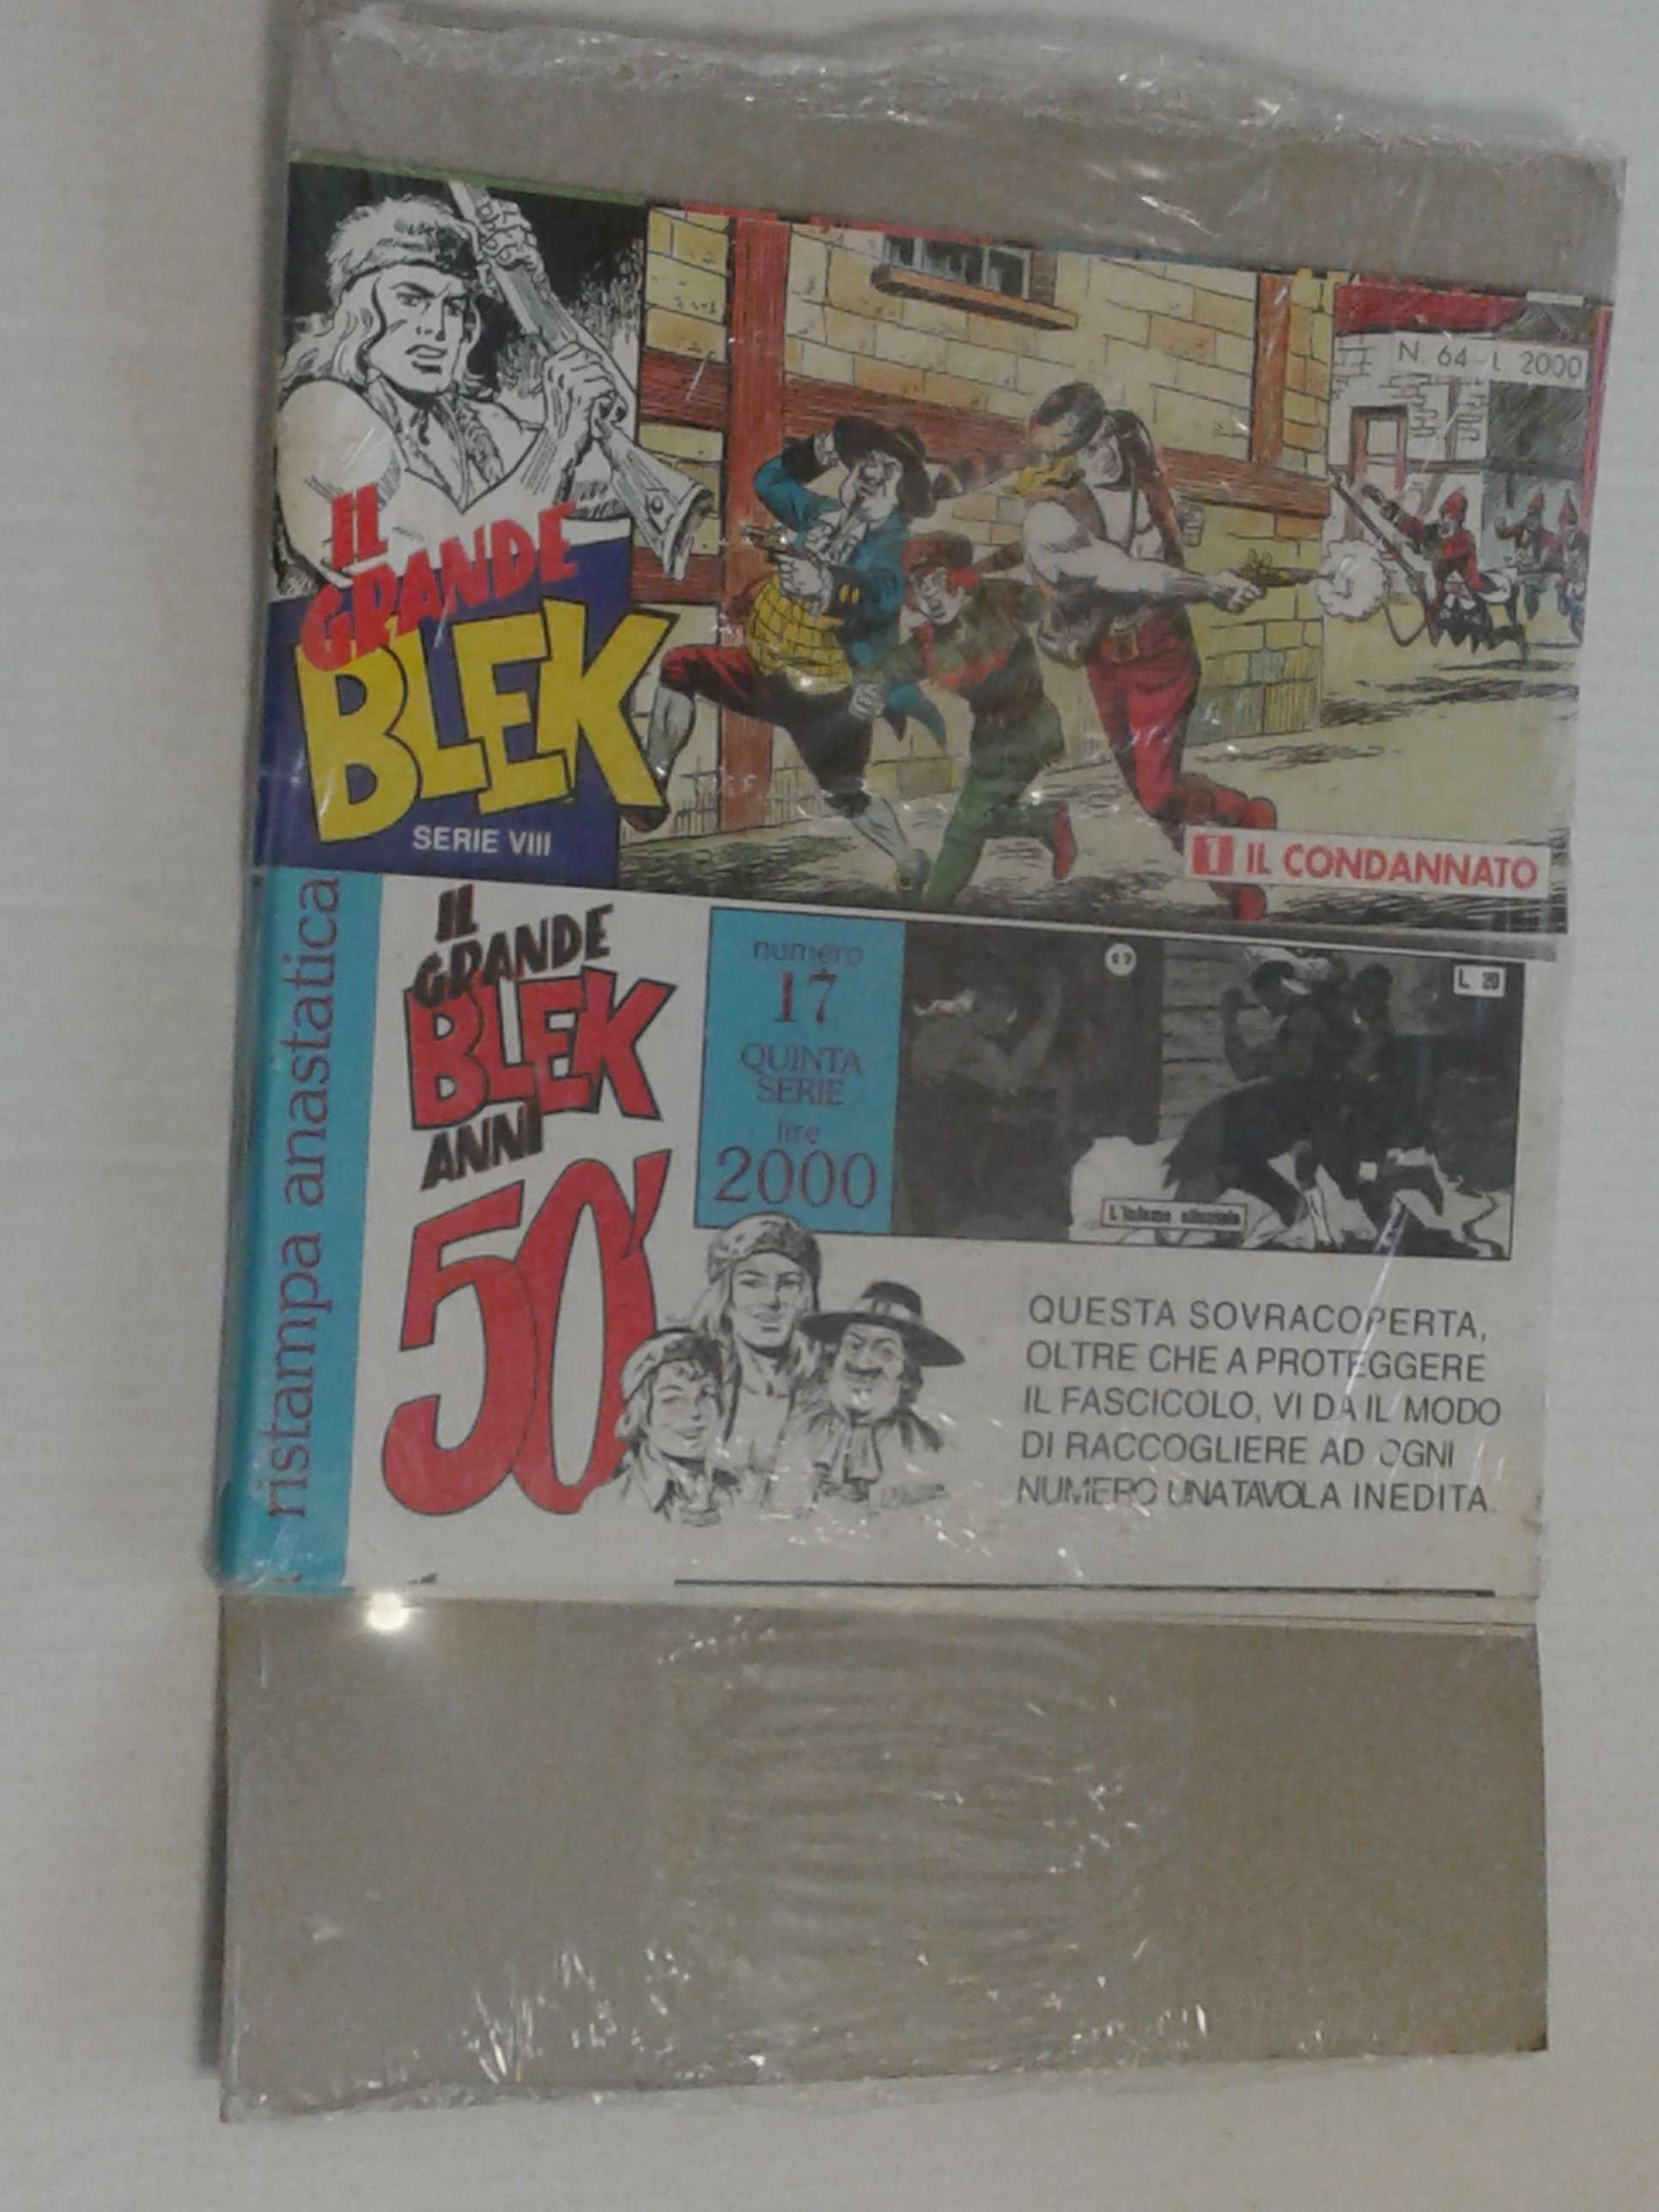 IL
GRANDE
BLEK
SERIE VIII
N. 64 - L. 2000
1 IL CONDANNATO
ristampa anastatica
IL
GRANDE
BLEK
ANNI
50'
numero
17
QUINTA
SERIE
lire
2000
17
L. 20
QUESTA SOVRACOPERTA,
OLTRE CHE A PROTEGGERE
IL FASCICOLO, VI DA IL MODO
DI RACCOGLIERE AD OGNI
NUMERO UNA TAVOLA INEDITA.